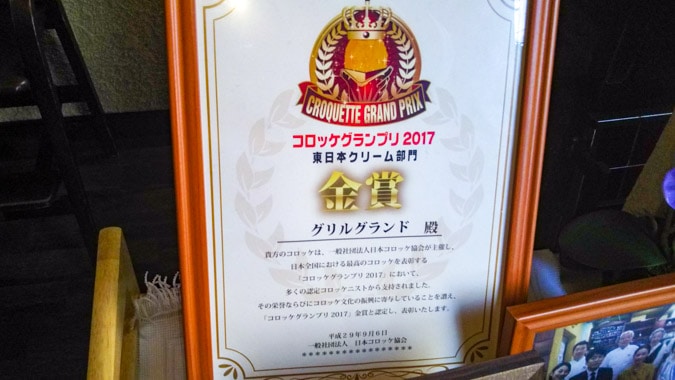 CROQUETTE GRAND PRIX
コロッケグランプリ2017
東日本クリーム部門
金賞
グリルグランド 殿
貴方のコロッケは、一般社団法人日本コロッケ協会が主催し、
日本全国における最高のコロッケを表彰する
「コロッケグランプリ2017」において、
多くの認定コロッケニストから支持されました。
その栄誉ならびにコロッケ文化の振興に寄与していることを讃え、
「コロッケグランプリ2017」金賞と認定し、表彰いたします。
平成29年9月6日
一般社団法人 日本コロッケ協会